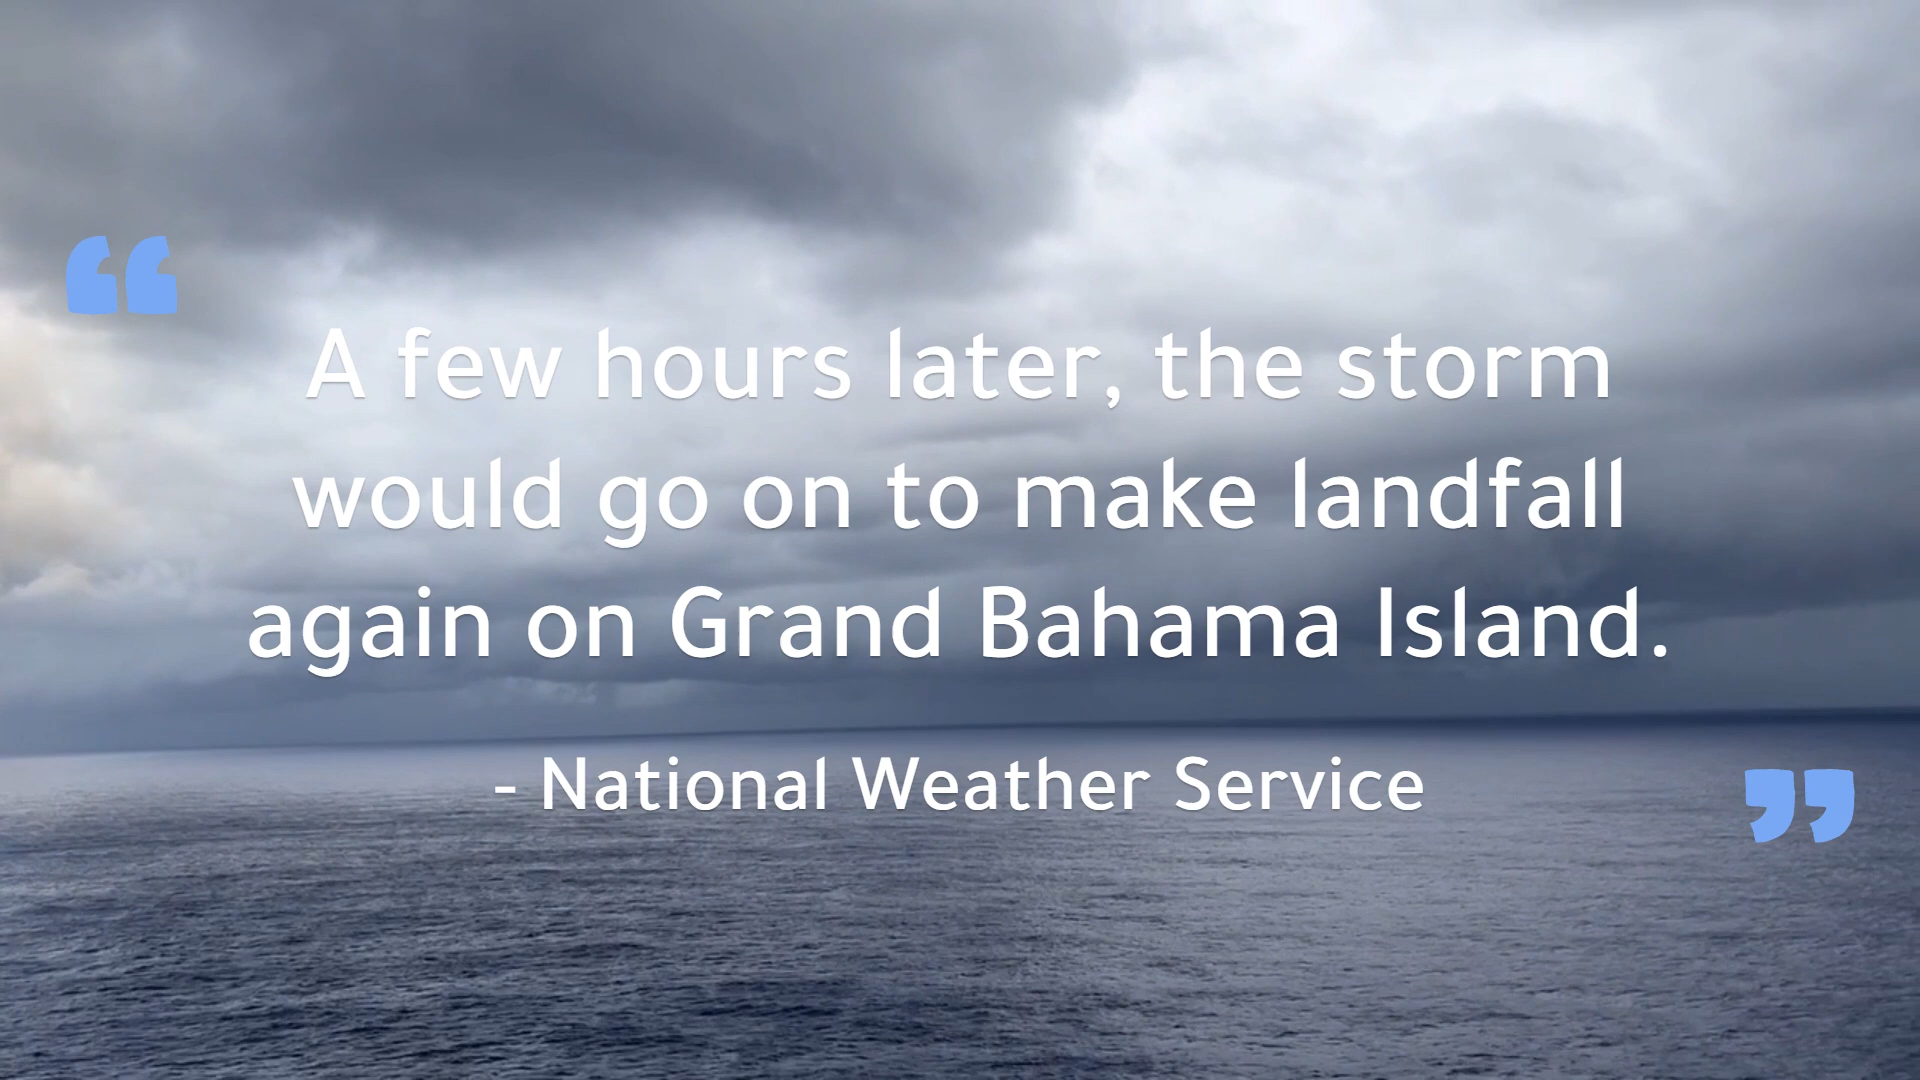 “
A few hours later, the storm
would go on to make landfall
again on Grand Bahama Island.
- National Weather Service
”